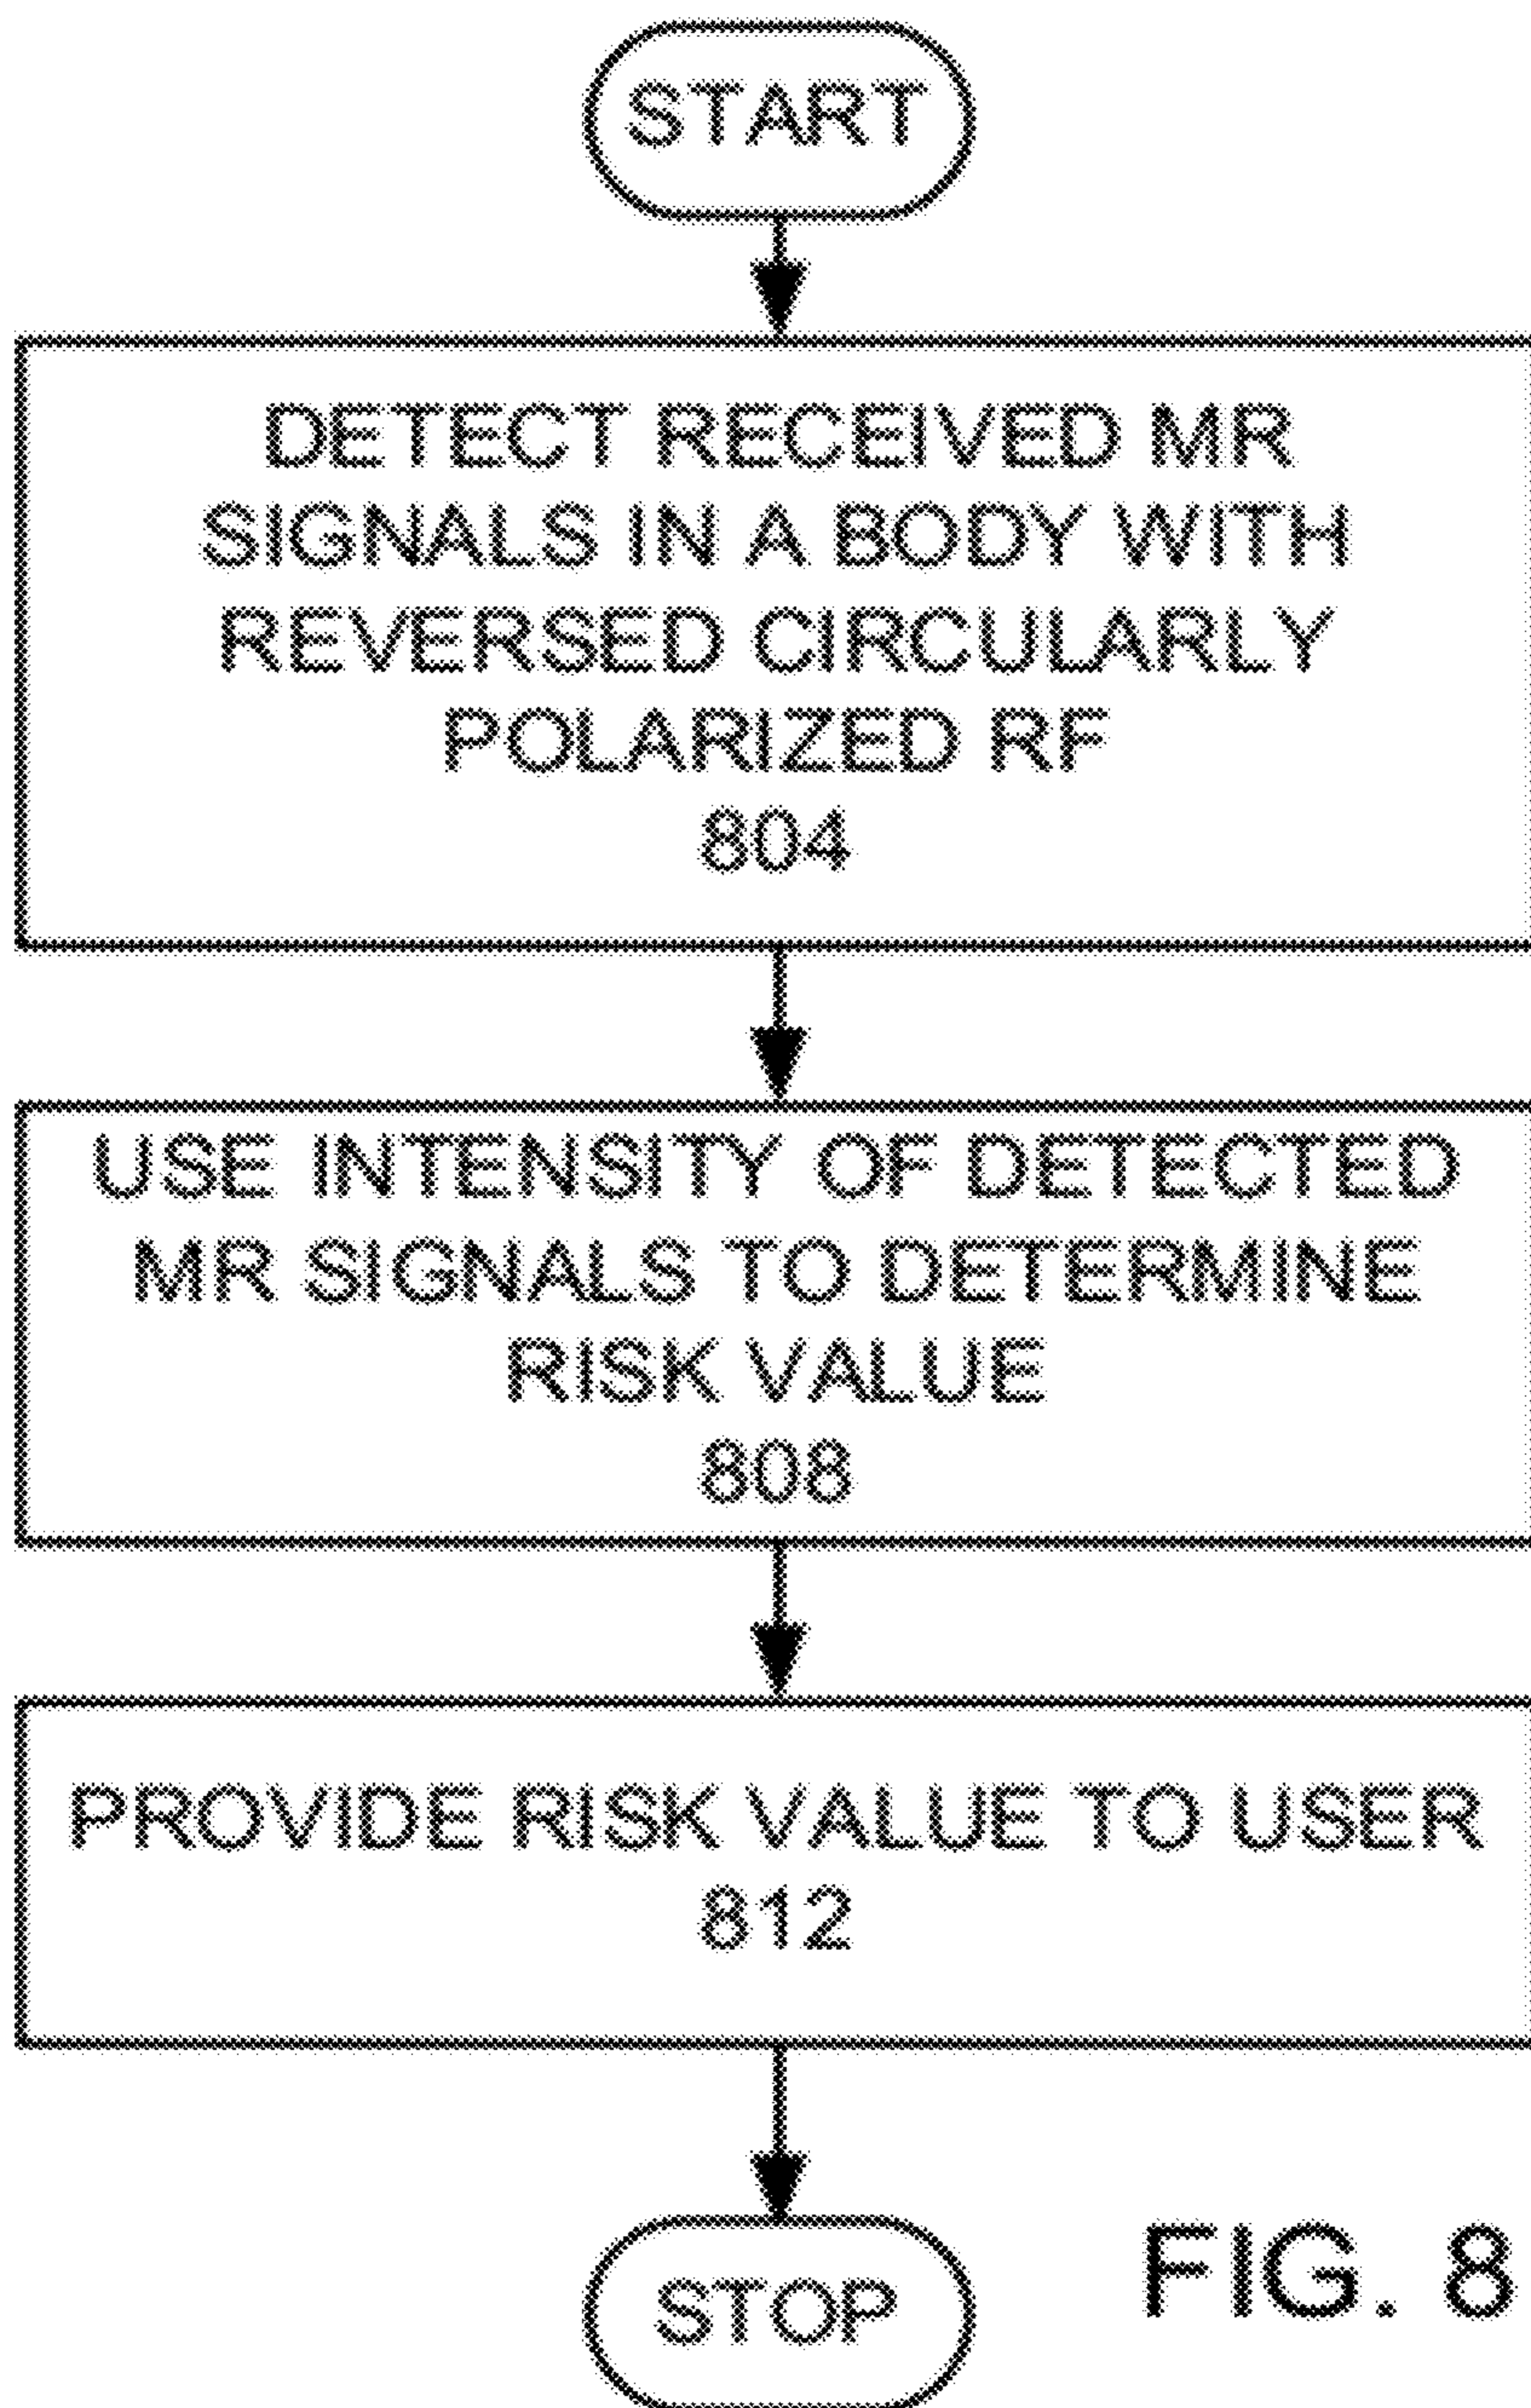 START
DETECT RECEIVED MR
SIGNALS IN A BODY WITH
REVERSED CIRCULARLY
POLARIZED RF
804
USE INTENSITY OF DETECTED
MR SIGNALS TO DETERMINE
RISK VALUE
808
PROVIDE RISK VALUE TO USER
812
STOP
FIG. 8